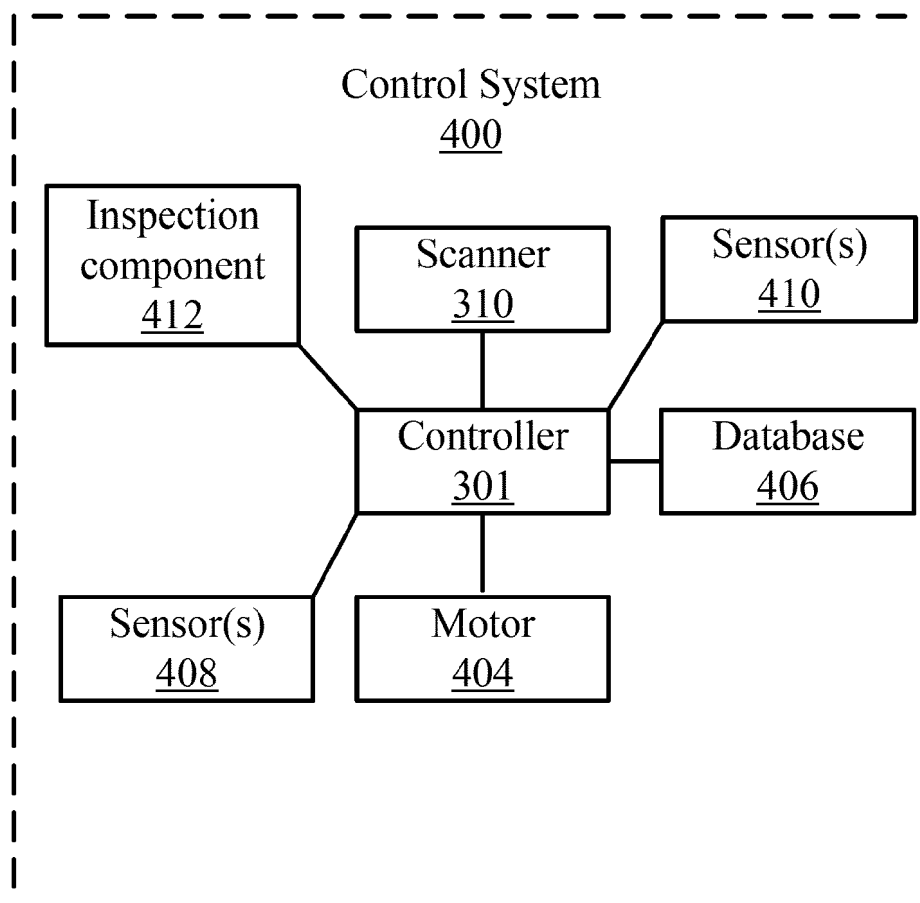 Control System
400
Inspection
component
412
Scanner
310
Sensor(s)
410
Controller
301
Database
406
Sensor(s)
408
Motor
404